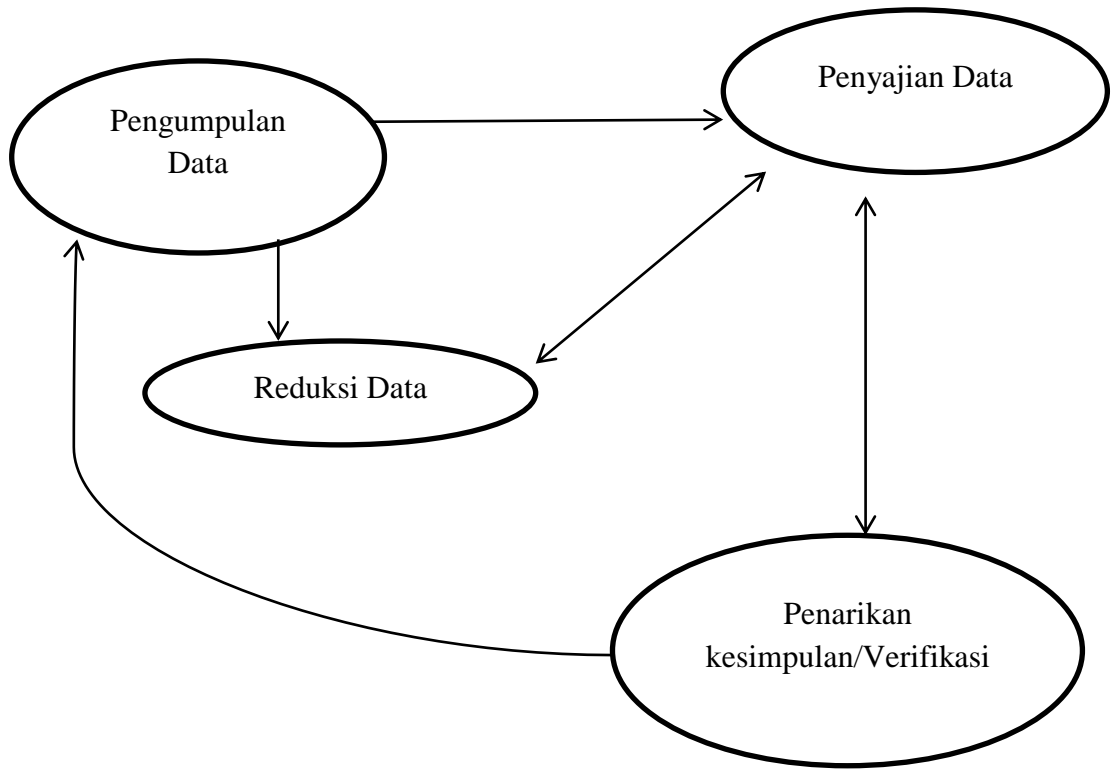 Pengumpulan
Data
Penyajian Data
Reduksi Data
Penarikan
kesimpulan/Verifikasi